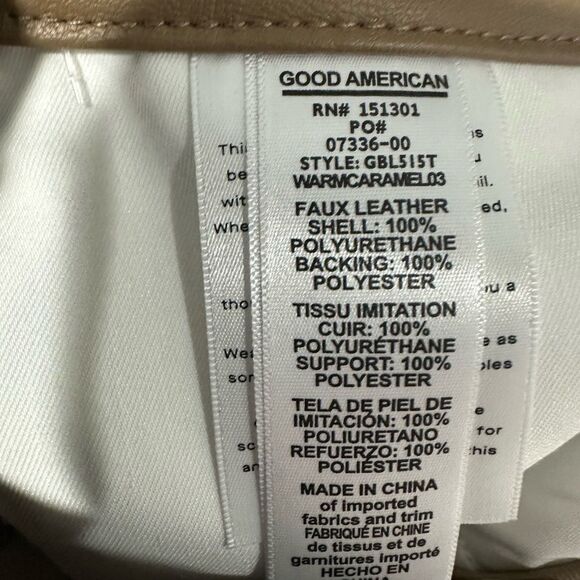 GOOD AMERICAN
RN# 151301
PO#
07336-00
STYLE: GBL515T
WARMCARAMEL03
FAUX LEATHER
SHELL: 100%
POLYURETHANE
BACKING: 100%
POLYESTER
TISSU IMITATION
CUIR: 100%
POLYURÉTHANE
SUPPORT: 100%
POLYESTER
TELA DE PIEL DE
IMITACIÓN: 100%
POLIURETANO
REFUERZO: 100%
POLIÉSTER
MADE IN CHINA
of imported
fabrics and trim
FABRIQUÉ EN CHINE
de tissus et de
garnitures importé
HECHO EN